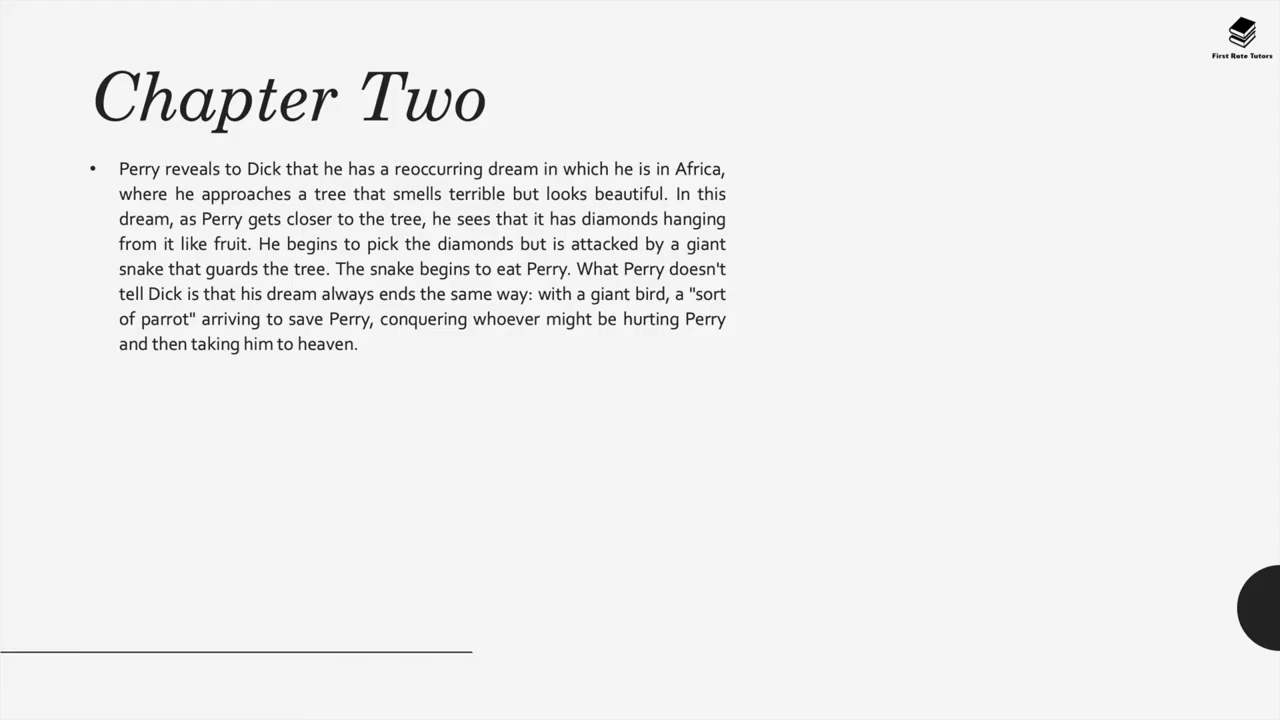 First Rate Tutors
Chapter Two
• Perry reveals to Dick that he has a reoccurring dream in which he is in Africa,
where he approaches a tree that smells terrible but looks beautiful. In this
dream, as Perry gets closer to the tree, he sees that it has diamonds hanging
from it like fruit. He begins to pick the diamonds but is attacked by a giant
snake that guards the tree. The snake begins to eat Perry. What Perry doesn't
tell Dick is that his dream always ends the same way: with a giant bird, a "sort
of parrot" arriving to save Perry, conquering whoever might be hurting Perry
and then taking him to heaven.